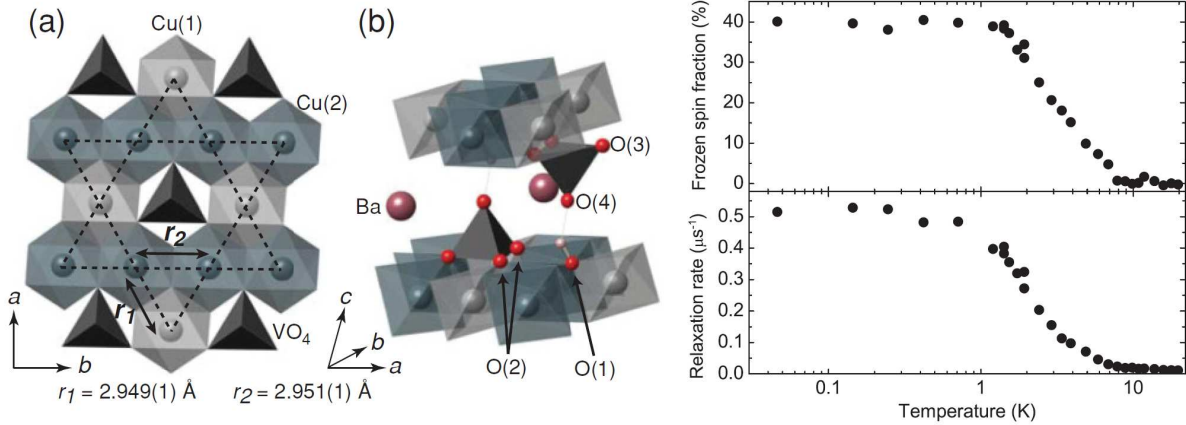 (a)
Cu(1)
Cu(2)
r2
r1
VO4
a
b
r1 = 2.949(1) Å r2 = 2.951(1) Å
(b)
O(3)
Ba
O(4)
c
b
a
O(2)
O(1)
Frozen spin fraction (%)
40
30
20
10
0
Relaxation rate (μs-1)
0.5
0.4
0.3
0.2
0.1
0.0
0.1 1 10
Temperature (K)